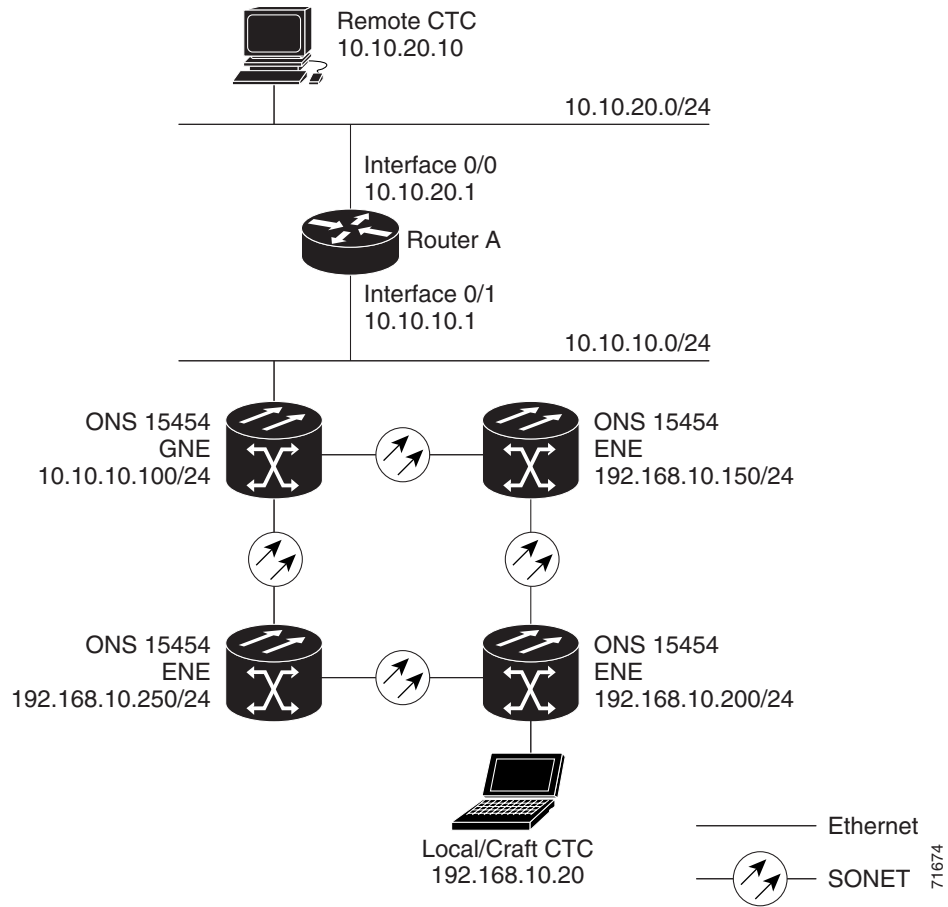 Remote CTC
10.10.20.10
10.10.20.0/24
Interface 0/0
10.10.20.1
Router A
Interface 0/1
10.10.10.1
10.10.10.0/24
ONS 15454
GNE
10.10.10.100/24
ONS 15454
ENE
192.168.10.150/24
ONS 15454
ENE
192.168.10.250/24
ONS 15454
ENE
192.168.10.200/24
Local/Craft CTC
192.168.10.20
Ethernet
SONET
71674